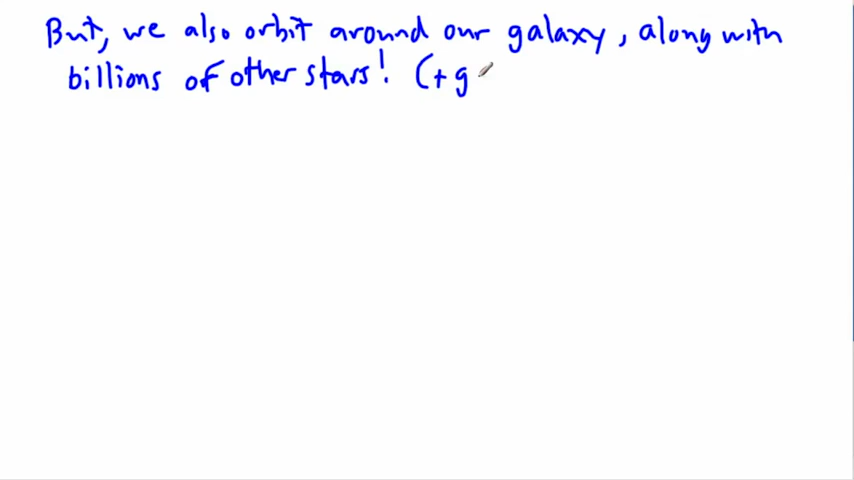 But, we also orbit around our galaxy, along with
billions of other stars! (+g